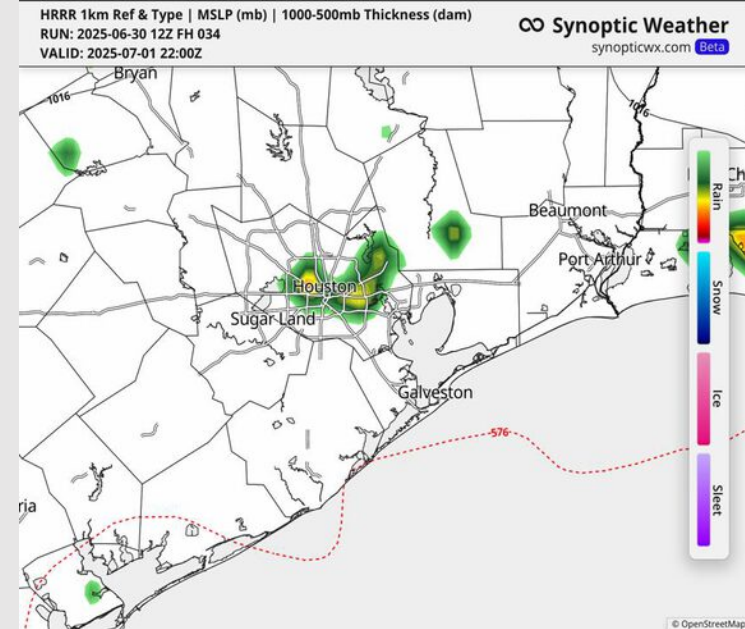 HRRR 1km Ref & Type | MSLP (mb) | 1000-500mb Thickness (dam)
RUN: 2025-06-30 12Z FH 034
VALID: 2025-07-01 22:00Z
Synoptic Weather
synopticwx.com Beta
Bryan
1016
1016
Ch
Rain
Beaumont
Port Arthur
Houston
Sugar Land
Snow
Galveston
Ice
576
Sleet
ria
© OpenStreetMap